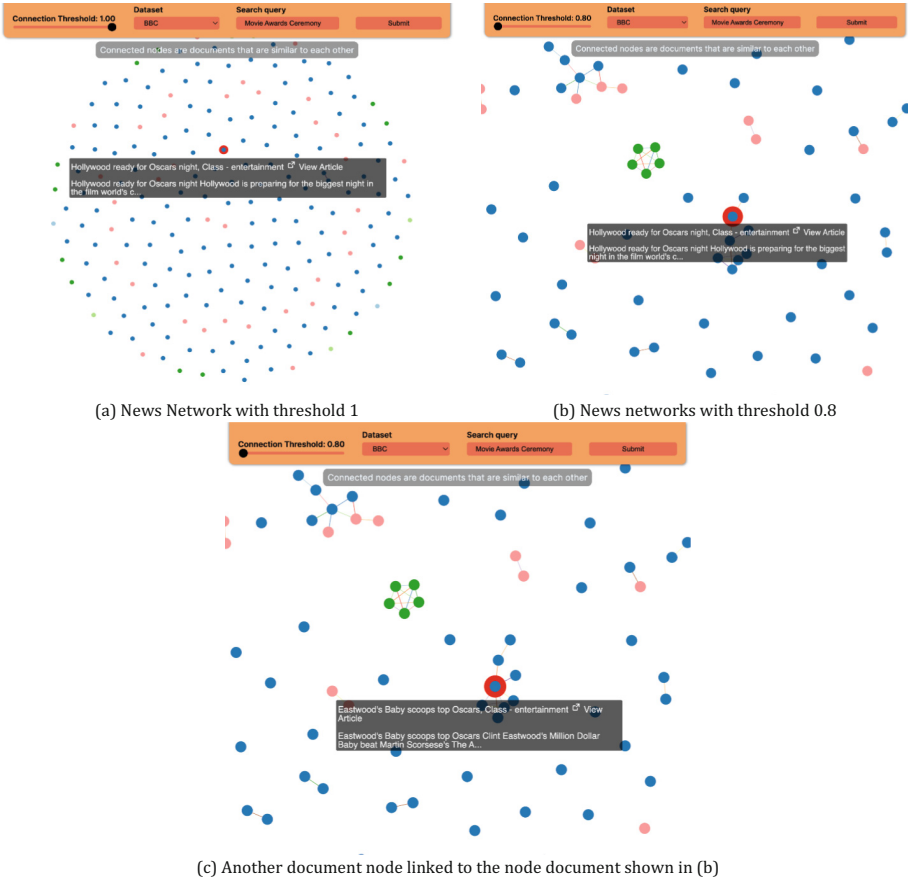 Connection Threshold: 1.00
Dataset
BBC
Search query
Movie Awards Ceremony
Submit
Connected nodes are documents that are similar to each other
Hollywood ready for Oscars night, Class - entertainment View Article
Hollywood ready for Oscars night Hollywood is preparing for the biggest night in
the film world's c...
(a) News Network with threshold 1
Connection Threshold: 0.80
Dataset
BBC
Search query
Movie Awards Ceremony
Submit
Connected nodes are documents that are similar to each other
Hollywood ready for Oscars night, Class - entertainment View Article
Hollywood ready for Oscars night Hollywood is preparing for the biggest
night in the film world's c...
(b) News networks with threshold 0.8
Connection Threshold: 0.80
Dataset
BBC
Search query
Movie Awards Ceremony
Submit
Connected nodes are documents that are similar to each other
Eastwood's Baby scoops top Oscars, Class - entertainment View
Article
Eastwood's Baby scoops top Oscars Clint Eastwood's Million Dollar
Baby beat Martin Scorsese's The A...
(c) Another document node linked to the node document shown in (b)